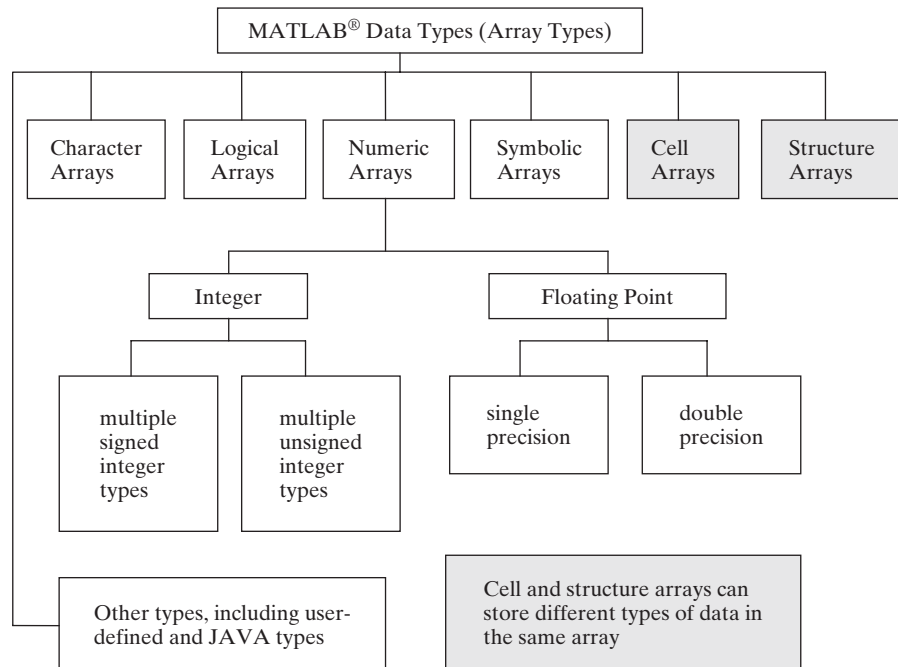 MATLAB® Data Types (Array Types)
Character
Arrays
Logical
Arrays
Numeric
Arrays
Symbolic
Arrays
Cell
Arrays
Structure
Arrays
Integer
Floating Point
multiple
signed
integer
types
multiple
unsigned
integer
types
single
precision
double
precision
Other types, including user-
defined and JAVA types
Cell and structure arrays can
store different types of data in
the same array